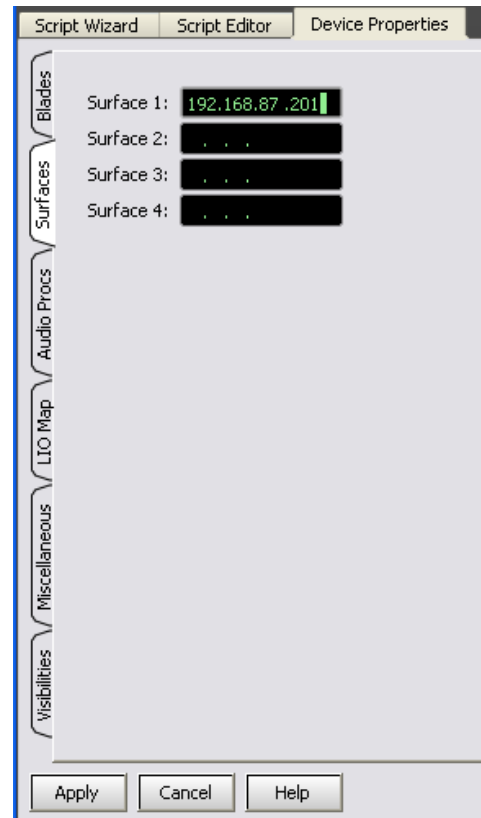 Script Wizard
Script Editor
Device Properties
Blades
Surfaces
Audio Procs
LIO Map
Miscellaneous
Visibilities
Surface 1: 192.168.87 .201
Surface 2: . . .
Surface 3: . . .
Surface 4: . . .
Apply
Cancel
Help